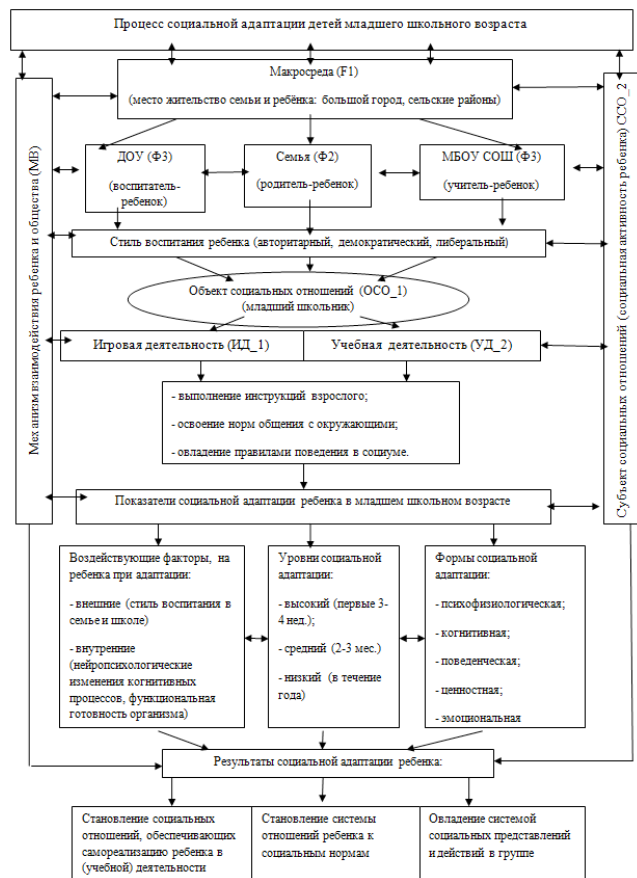 Процесс социальной адаптации детей младшего школьного возраста
Макросреда (F1)
(место жительство семьи и ребёнка: большой город, сельские районы)
Механизм взаимодействия ребенка и общества (МВ)
Субъект социальных отношений (социальная активность ребенка) ССО_2
ДОУ (Ф3)
(воспитатель-
ребенок)
Семья (Ф2)
(родитель-ребенок)
МБОУ СОШ (Ф3)
(учитель-ребенок)
Стиль воспитания ребенка (авторитарный, демократический, либеральный)
Объект социальных отношений (ОСО_1)
(младший школьник)
Игровая деятельность (ИД_1)
Учебная деятельность (УД_2)
- выполнение инструкций взрослого;
- освоение норм общения с окружающими;
- овладение правилами поведения в социуме.
Показатели социальной адаптации ребенка в младшем школьном возрасте
Воздействующие факторы, на
ребенка при адаптации:
- внешние (стиль воспитания в
семье и школе)
- внутренние
(нейропсихологические
изменения когнитивных
процессов, функциональная
готовность организма)
Уровни социальной
адаптации:
- высокий (первые 3-
4 нед.);
- средний (2-3 мес.)
- низкий (в течение
года)
Формы социальной
адаптации:
- психофизиологическая;
- когнитивная;
- поведенческая;
- ценностная;
- эмоциональная
Результаты социальной адаптации ребенка:
Становление социальных
отношений, обеспечивающих
самореализацию ребенка в
(учебной) деятельности
Становление системы
отношений ребенка к
социальным нормам
Овладение системой
социальных представлений
и действий в группе